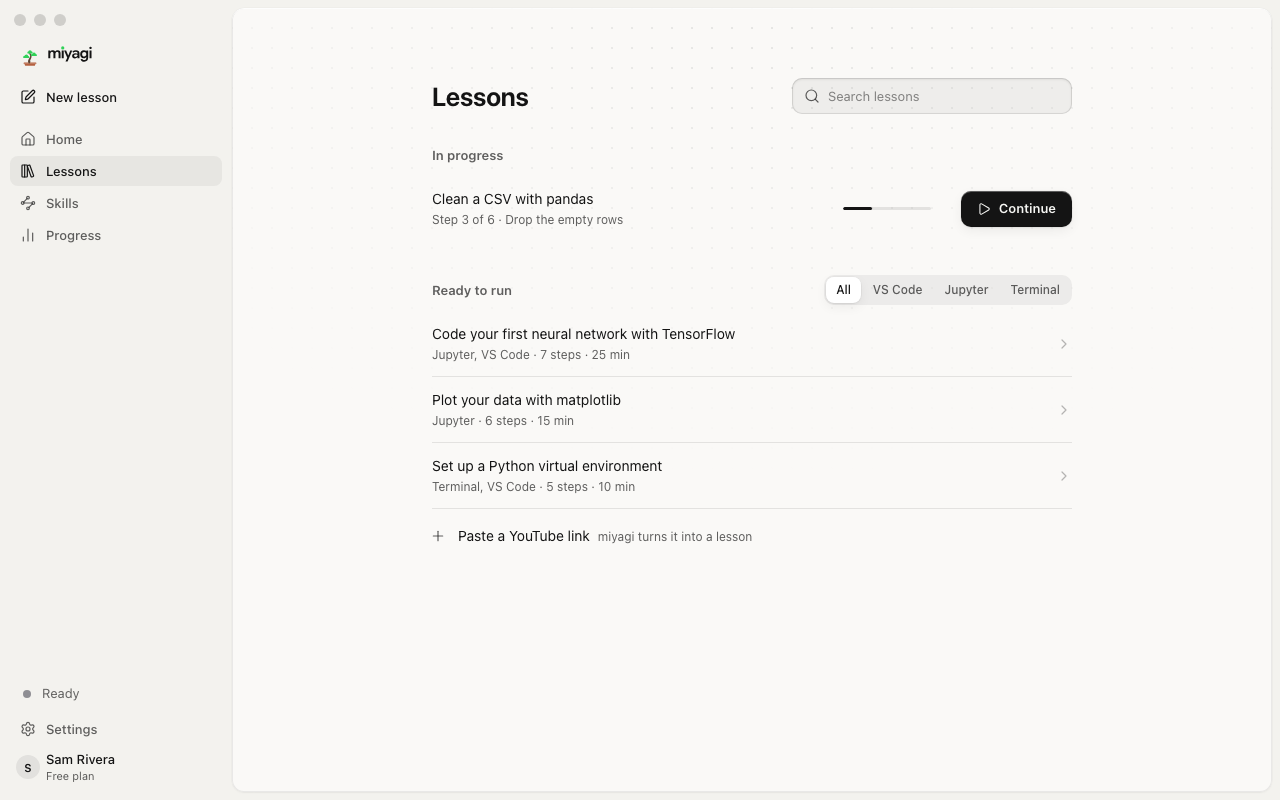 miyagi
New lesson
Home
Lessons
Skills
Progress
Ready
Settings
S
Sam Rivera
Free plan
Lessons
Search lessons
In progress
Clean a CSV with pandas
Step 3 of 6 · Drop the empty rows
Continue
Ready to run
All
VS Code
Jupyter
Terminal
Code your first neural network with TensorFlow
Jupyter, VS Code · 7 steps · 25 min
Plot your data with matplotlib
Jupyter · 6 steps · 15 min
Set up a Python virtual environment
Terminal, VS Code · 5 steps · 10 min
Paste a YouTube link miyagi turns it into a lesson